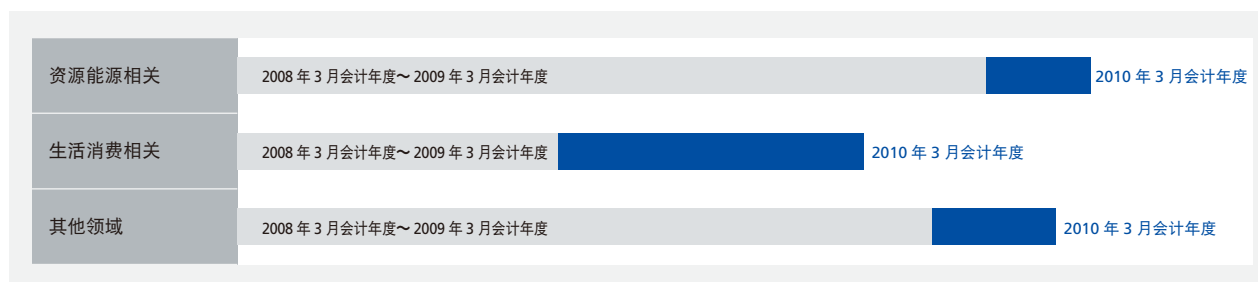 资源能源相关 2008 年 3 月会计年度～ 2009 年 3 月会计年度 2010 年 3 月会计年度
生活消费相关 2008 年 3 月会计年度～ 2009 年 3 月会计年度 2010 年 3 月会计年度
其他领域 2008 年 3 月会计年度～ 2009 年 3 月会计年度 2010 年 3 月会计年度